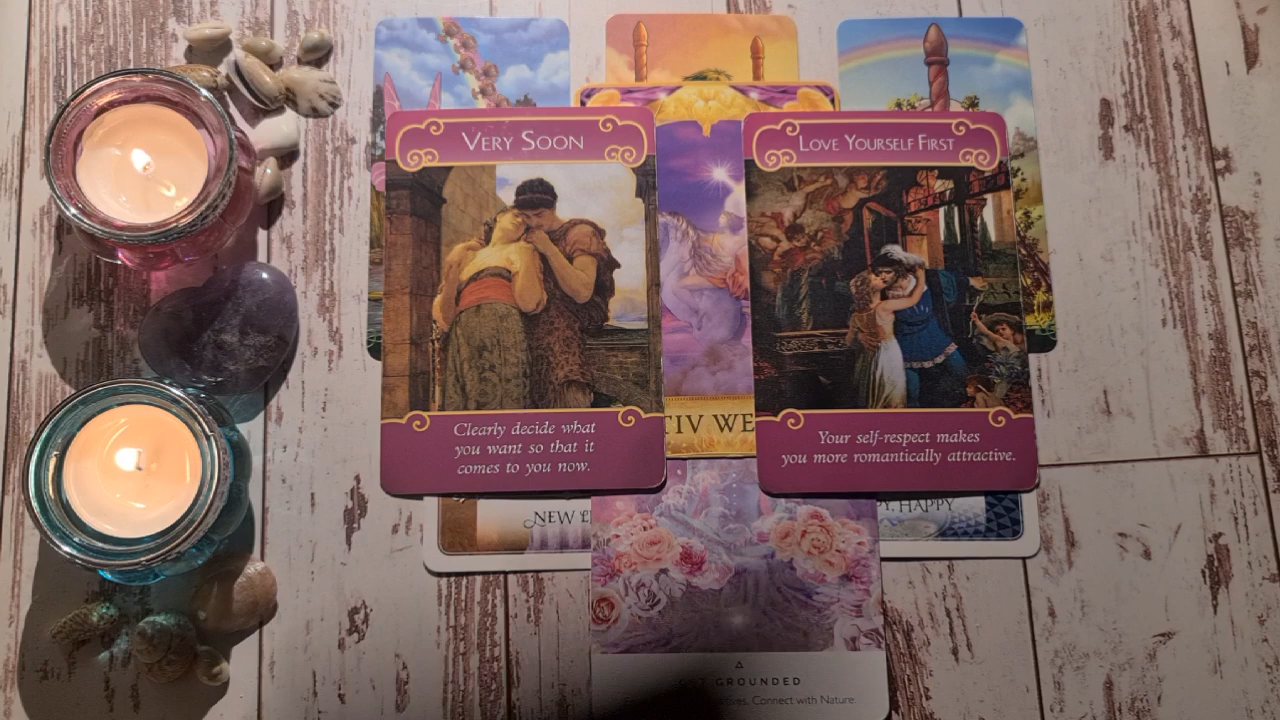 VERY SOON
LOVE YOURSELF FIRST
TIV WE
Clearly decide what
you want so that it
comes to you now.
Your self-respect makes
you more romantically attractive.
NEW
HAPPY
GROUNDED
Connect with Nature